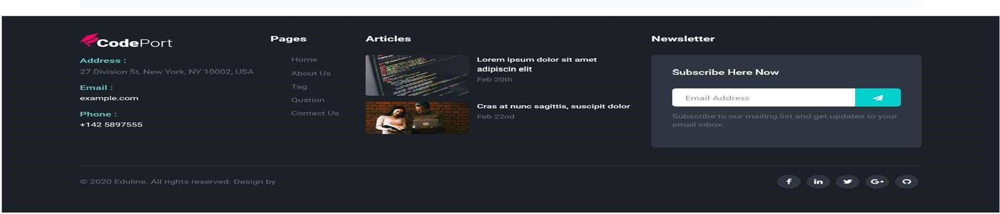 CodePort
Address :
27 Division St, New York, NY 10002, USA
Email :
example.com
Phone :
+142 5897555
Pages
Home
About Us
Tag
Qustion
Contact Us
Articles
Lorem ipsum dolor sit amet
adipiscin elit
Feb 20th
Cras at nunc sagittis, suscipit dolor
Feb 22nd
Newsletter
Subscribe Here Now
Email Address
Subscribe to our mailing list and get updates to your
email inbox.
© 2020 Eduline. All rights reserved. Design by
f
in
G+